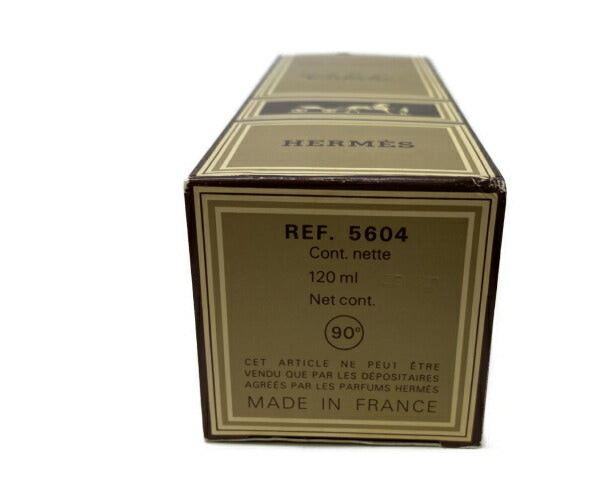 HERMÈS
REF. 5604
Cont. nette
120 ml
Net cont.
90°
CET ARTICLE NE PEUT ÊTRE
VENDU QUE PAR LES DÉPOSITAIRES
AGRÉÉS PAR LES PARFUMS HERMÈS
MADE IN FRANCE